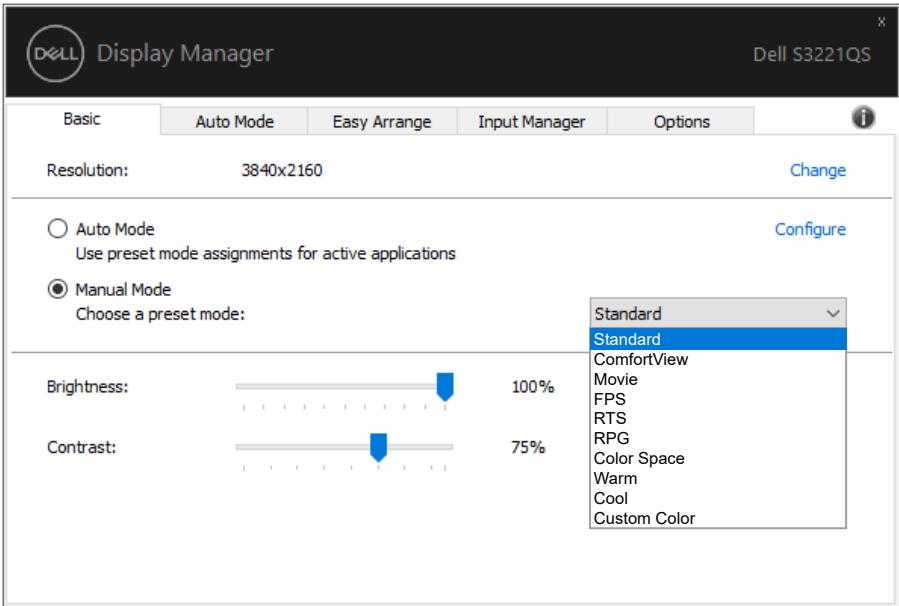 DELL Display Manager
x
Dell S3221QS
Basic Auto Mode Easy Arrange Input Manager Options i
Resolution: 3840x2160 Change
Auto Mode Configure
Use preset mode assignments for active applications
Manual Mode
Choose a preset mode: Standard
Standard
ComfortView
Movie
FPS
RTS
RPG
Color Space
Warm
Cool
Custom Color
Brightness: 100%
Contrast: 75%